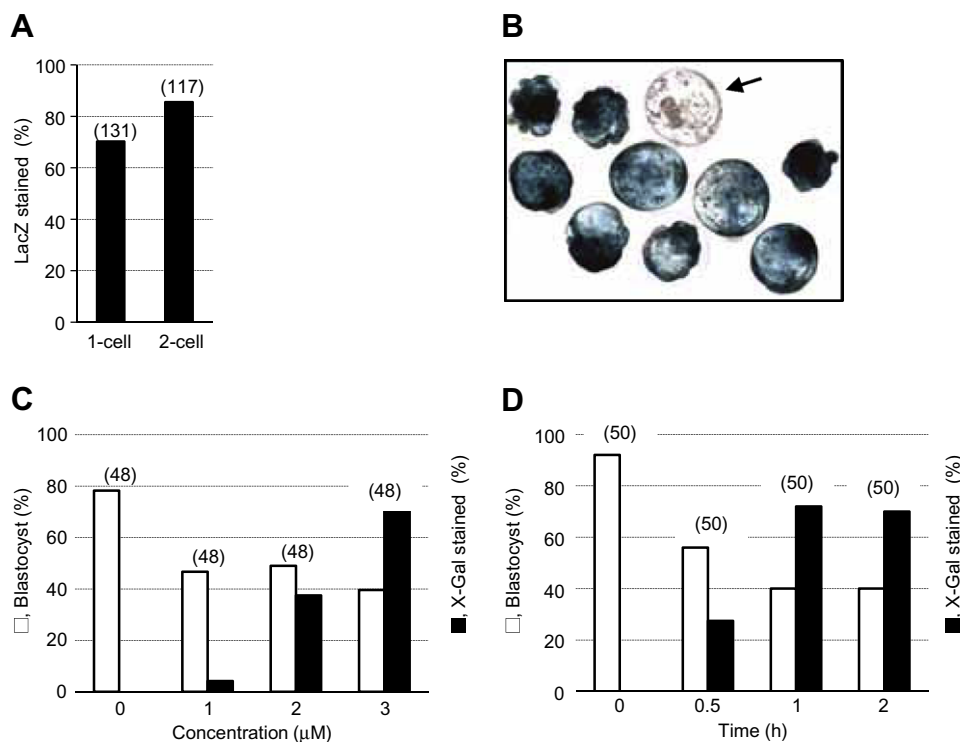 A
100
80
60
40
20
0
LacZ stained (%)
(131)
(117)
1-cell
2-cell
B
C
100
80
60
40
20
0
□, Blastocyst (%)
■, X-Gal stained (%)
(48)
(48)
(48)
(48)
0
1
2
3
Concentration (μM)
D
100
80
60
40
20
0
□, Blastocyst (%)
■, X-Gal stained (%)
(50)
(50)
(50)
(50)
0
0.5
1
2
Time (h)